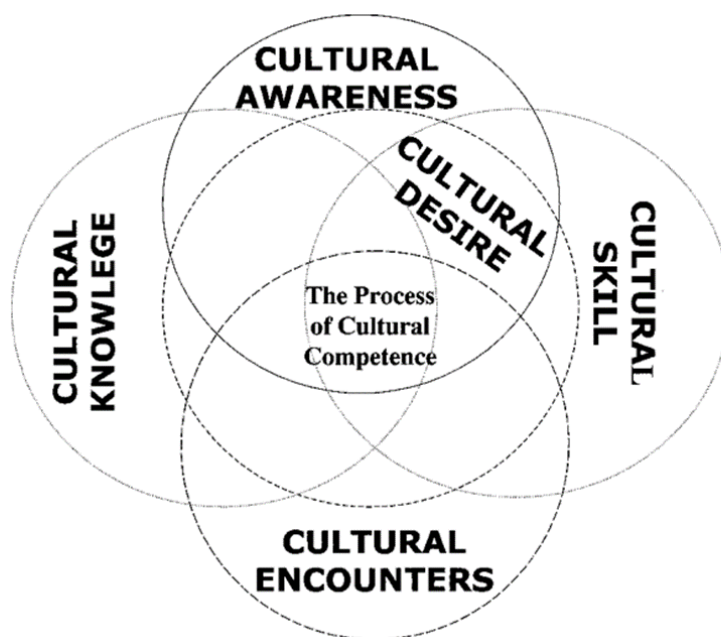 CULTURAL
AWARENESS
CULTURAL
DESIRE
CULTURAL
KNOWLEGE
The Process
of Cultural
Competence
CULTURAL
SKILL
CULTURAL
ENCOUNTERS